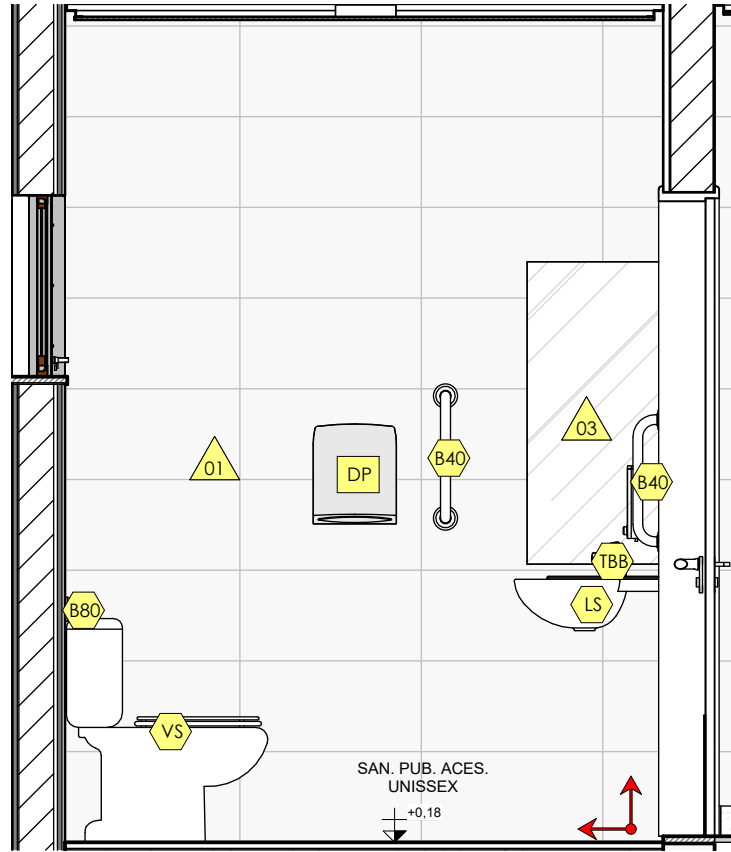 03
01
DP
B40
B40
TBB
LS
B80
VS
SAN. PUB. ACES.
UNISSEX
+0,18